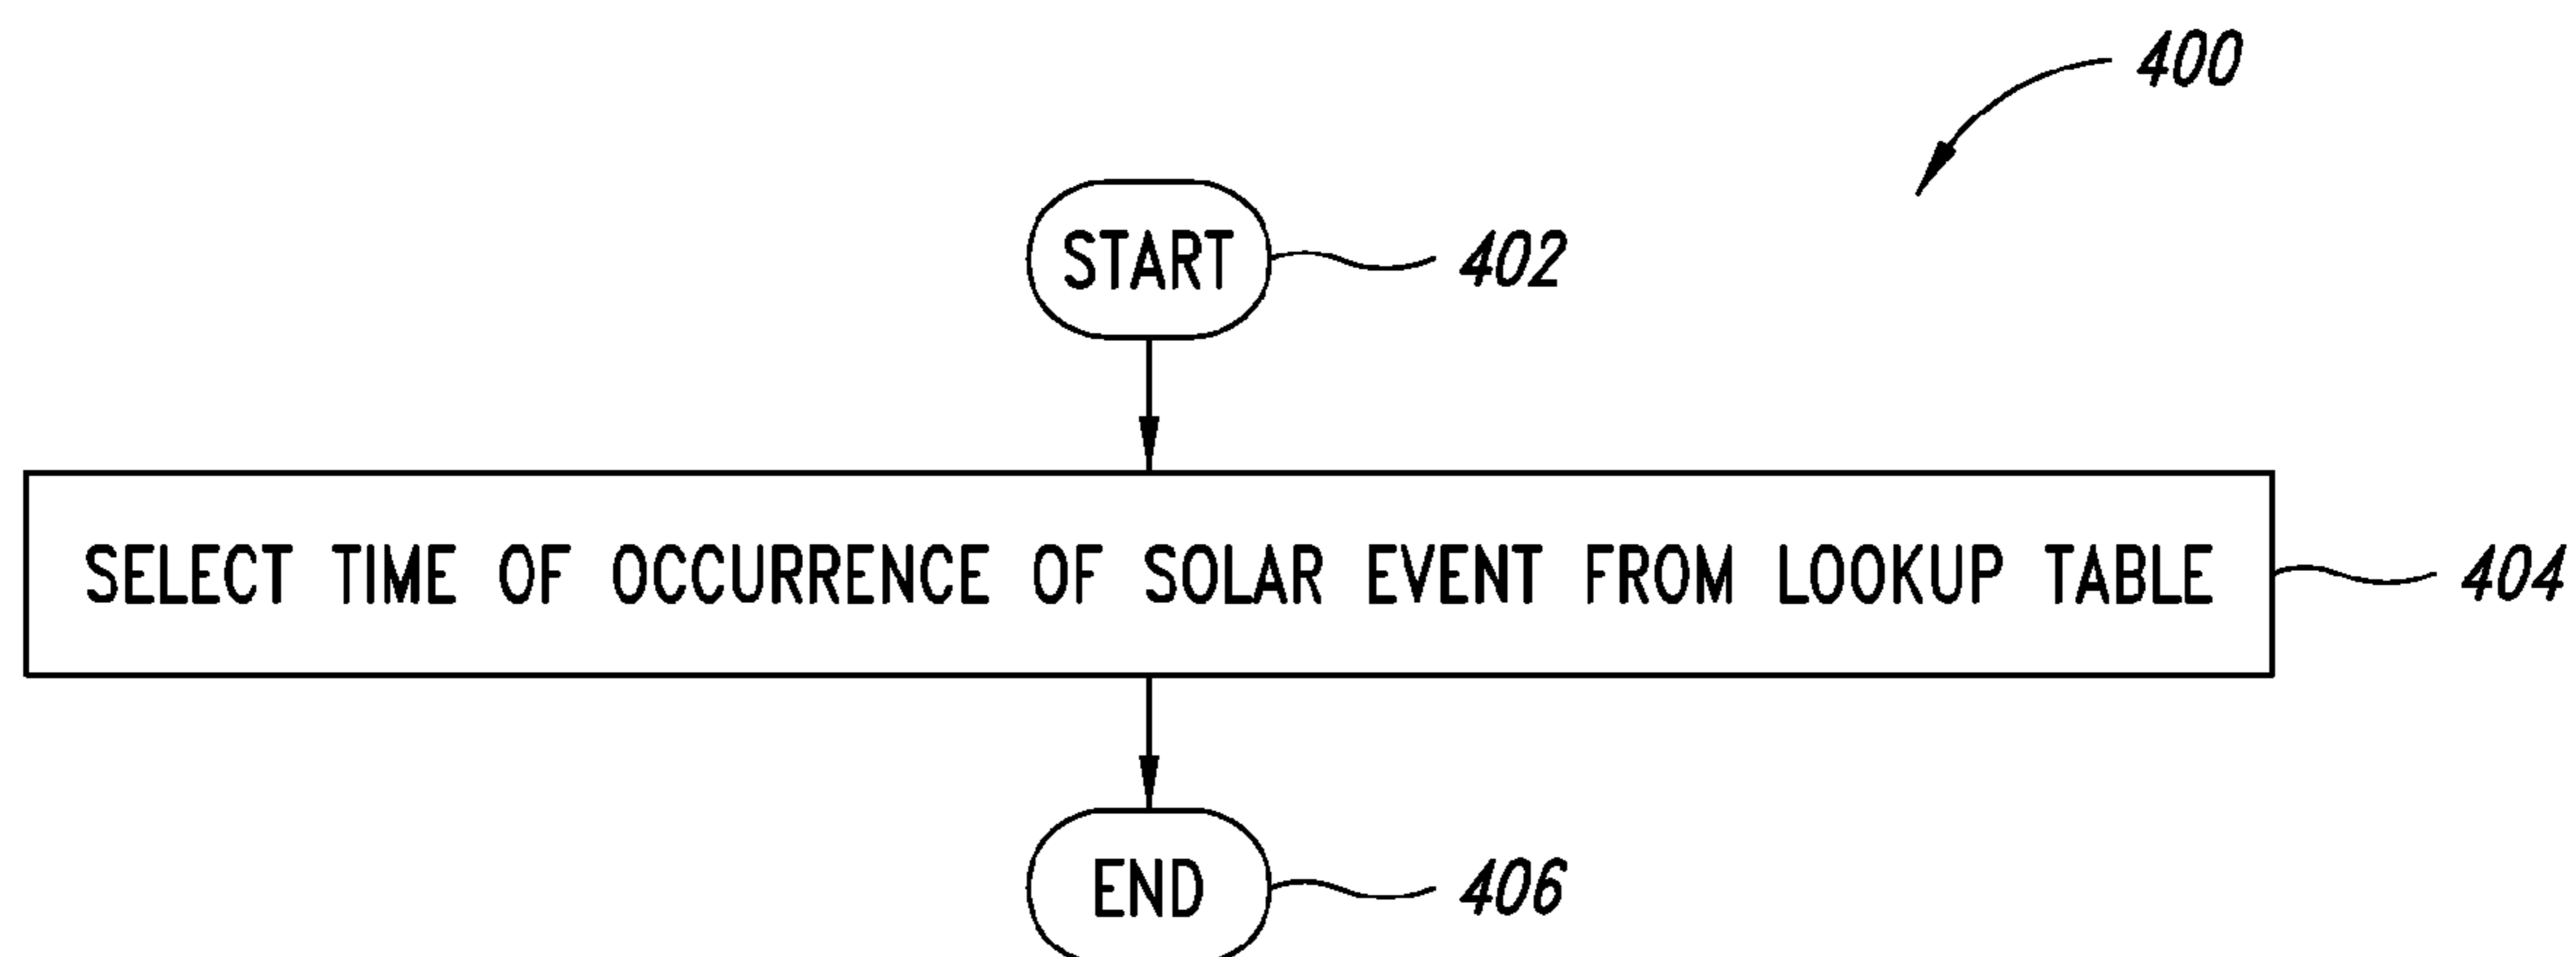 400
START 402
SELECT TIME OF OCCURRENCE OF SOLAR EVENT FROM LOOKUP TABLE 404
END 406